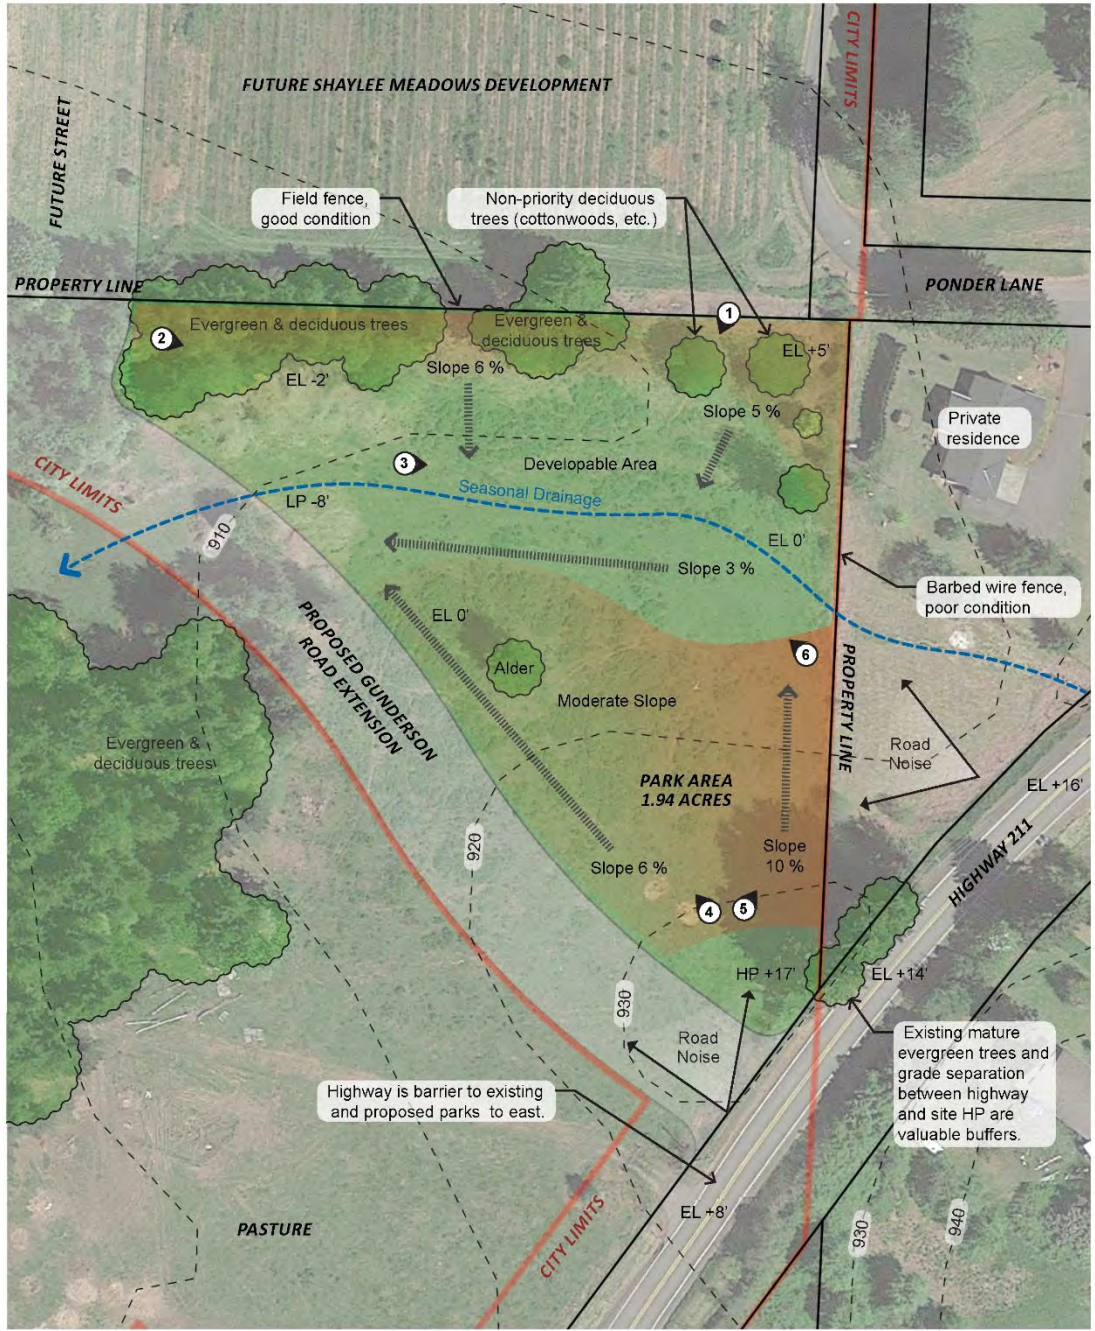 CITY LIMITS
FUTURE SHAYLEE MEADOWS DEVELOPMENT
FUTURE STREET
Field fence,
good condition
Non-priority deciduous
trees (cottonwoods, etc.)
PROPERTY LINE
PONDER LANE
1
Evergreen & deciduous trees
Evergreen &
deciduous trees
2
EL +5'
EL -2'
Slope 6 %
Slope 5 %
Private
residence
3
Developable Area
CITY LIMITS
LP -8'
Seasonal Drainage
910
EL 0'
Slope 3 %
Barbed wire fence,
poor condition
PROPOSED GUNDERSON
ROAD EXTENSION
EL 0'
6
Alder
PROPERTY LINE
Moderate Slope
Evergreen &
deciduous trees
Road
Noise
PARK AREA
1.94 ACRES
EL +16'
920
Slope
10 %
Slope 6 %
HIGHWAY 211
4
5
HP +17'
EL +14'
930
Road
Noise
Existing mature
evergreen trees and
grade separation
between highway
and site HP are
valuable buffers.
Highway is barrier to existing
and proposed parks to east.
EL +8'
PASTURE
CITY LIMITS
930
940